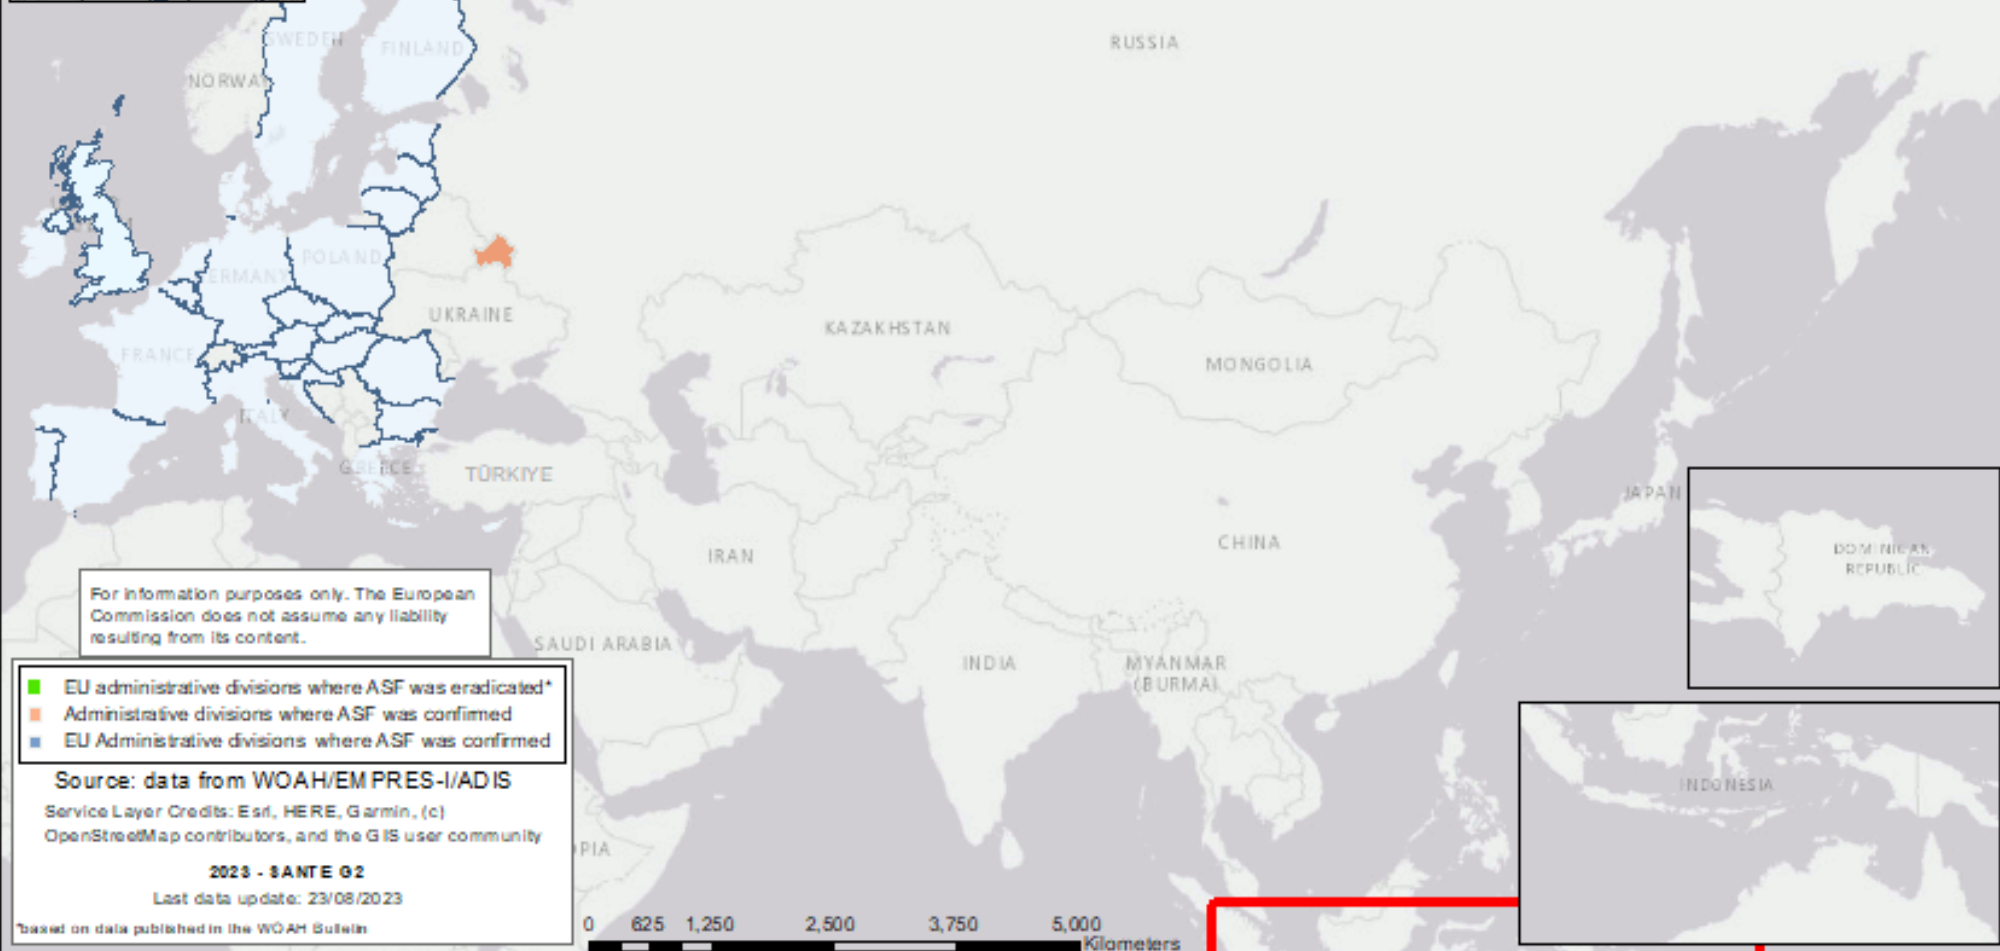 RUSSIA
SWEDEN
FINLAND
NORWAY
POLAND
GERMANY
UKRAINE
KAZAKHSTAN
MONGOLIA
FRANCE
ITALY
GREECE
TÜRKIYE
JAPAN
CHINA
IRAN
DOMINICAN
REPUBLIC
SAUDI ARABIA
INDIA
MYANMAR
(BURMA)
INDONESIA
OPIA
For information purposes only. The European
Commission does not assume any liability
resulting from its content.
EU administrative divisions where ASF was eradicated*
Administrative divisions where ASF was confirmed
EU Administrative divisions where ASF was confirmed
Source: data from WOAH/EMPRES-I/ADIS
Service Layer Credits: Esri, HERE, Garmin, (c)
OpenStreetMap contributors, and the GIS user community
2023 - SANTE G2
Last data update: 23/08/2023
*based on data published in the WOAH Bulletin
0 625 1,250 2,500 3,750 5,000
Kilometers